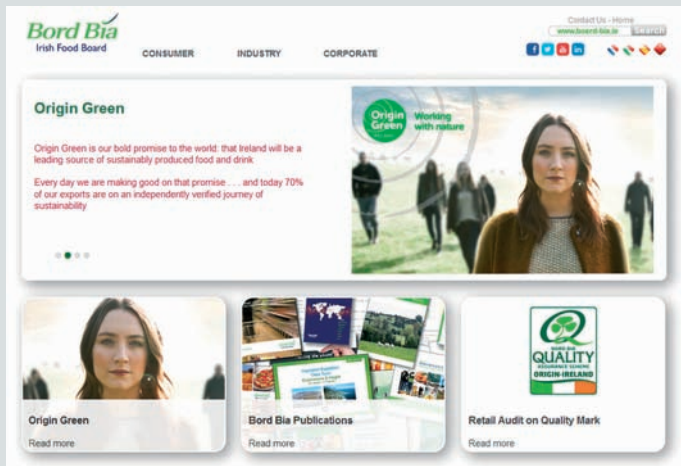 Bord Bia
Irish Food Board
CONSUMER INDUSTRY CORPORATE
Contact Us - Home
www.board-bia.ie Search
Origin Green
Origin Green is our bold promise to the world: that Ireland will be a
leading source of sustainably produced food and drink
Every day we are making good on that promise . . . and today 70%
of our exports are on an independently verified journey of
sustainability
Origin
Green
Working
with nature
Origin Green
Read more
Bord Bia Publications
Read more
BORD BIA
QUALITY
ASSURANCE SCHEME
ORIGIN-IRELAND
Retail Audit on Quality Mark
Read more